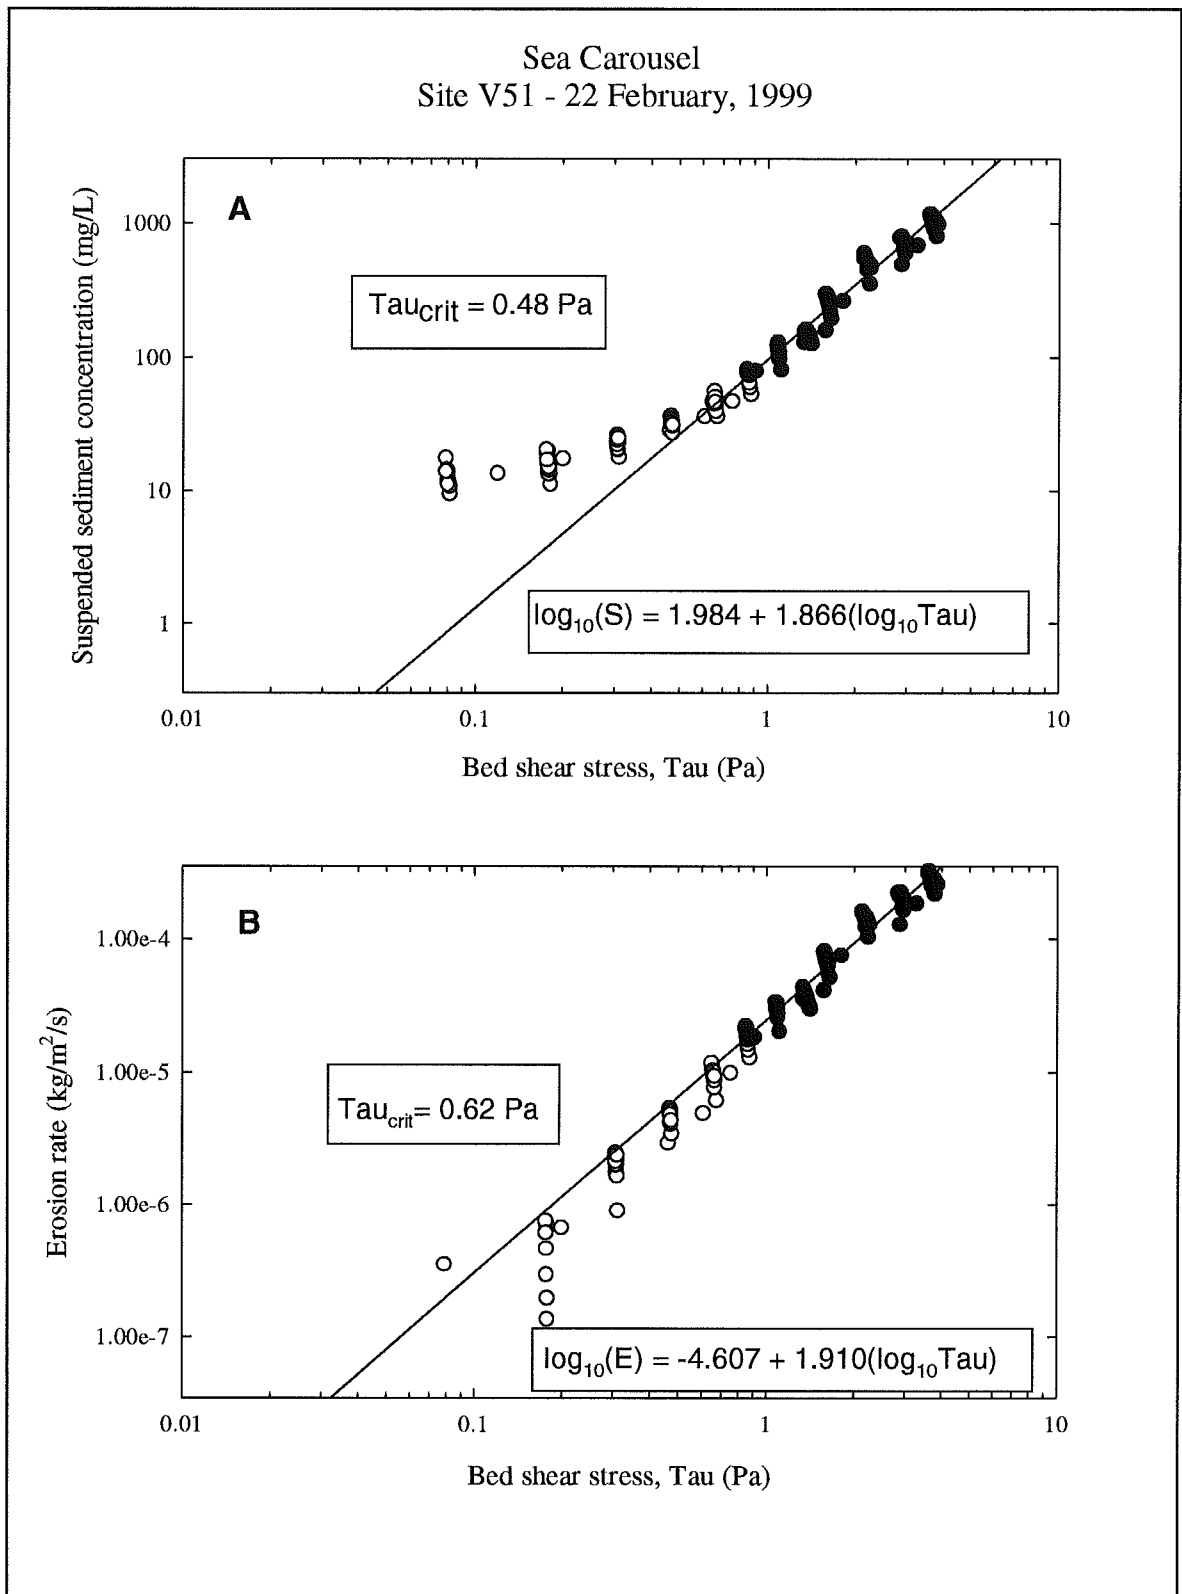 Sea Carousel
Site V51 - 22 February, 1999
A
Suspended sediment concentration (mg/L)
1000
100
10
1
Tau_crit = 0.48 Pa
log₁₀(S) = 1.984 + 1.866(log₁₀Tau)
0.01 0.1 1 10
Bed shear stress, Tau (Pa)
B
Erosion rate (kg/m²/s)
1.00e-4
1.00e-5
1.00e-6
1.00e-7
Tau_crit= 0.62 Pa
log₁₀(E) = -4.607 + 1.910(log₁₀Tau)
0.01 0.1 1 10
Bed shear stress, Tau (Pa)